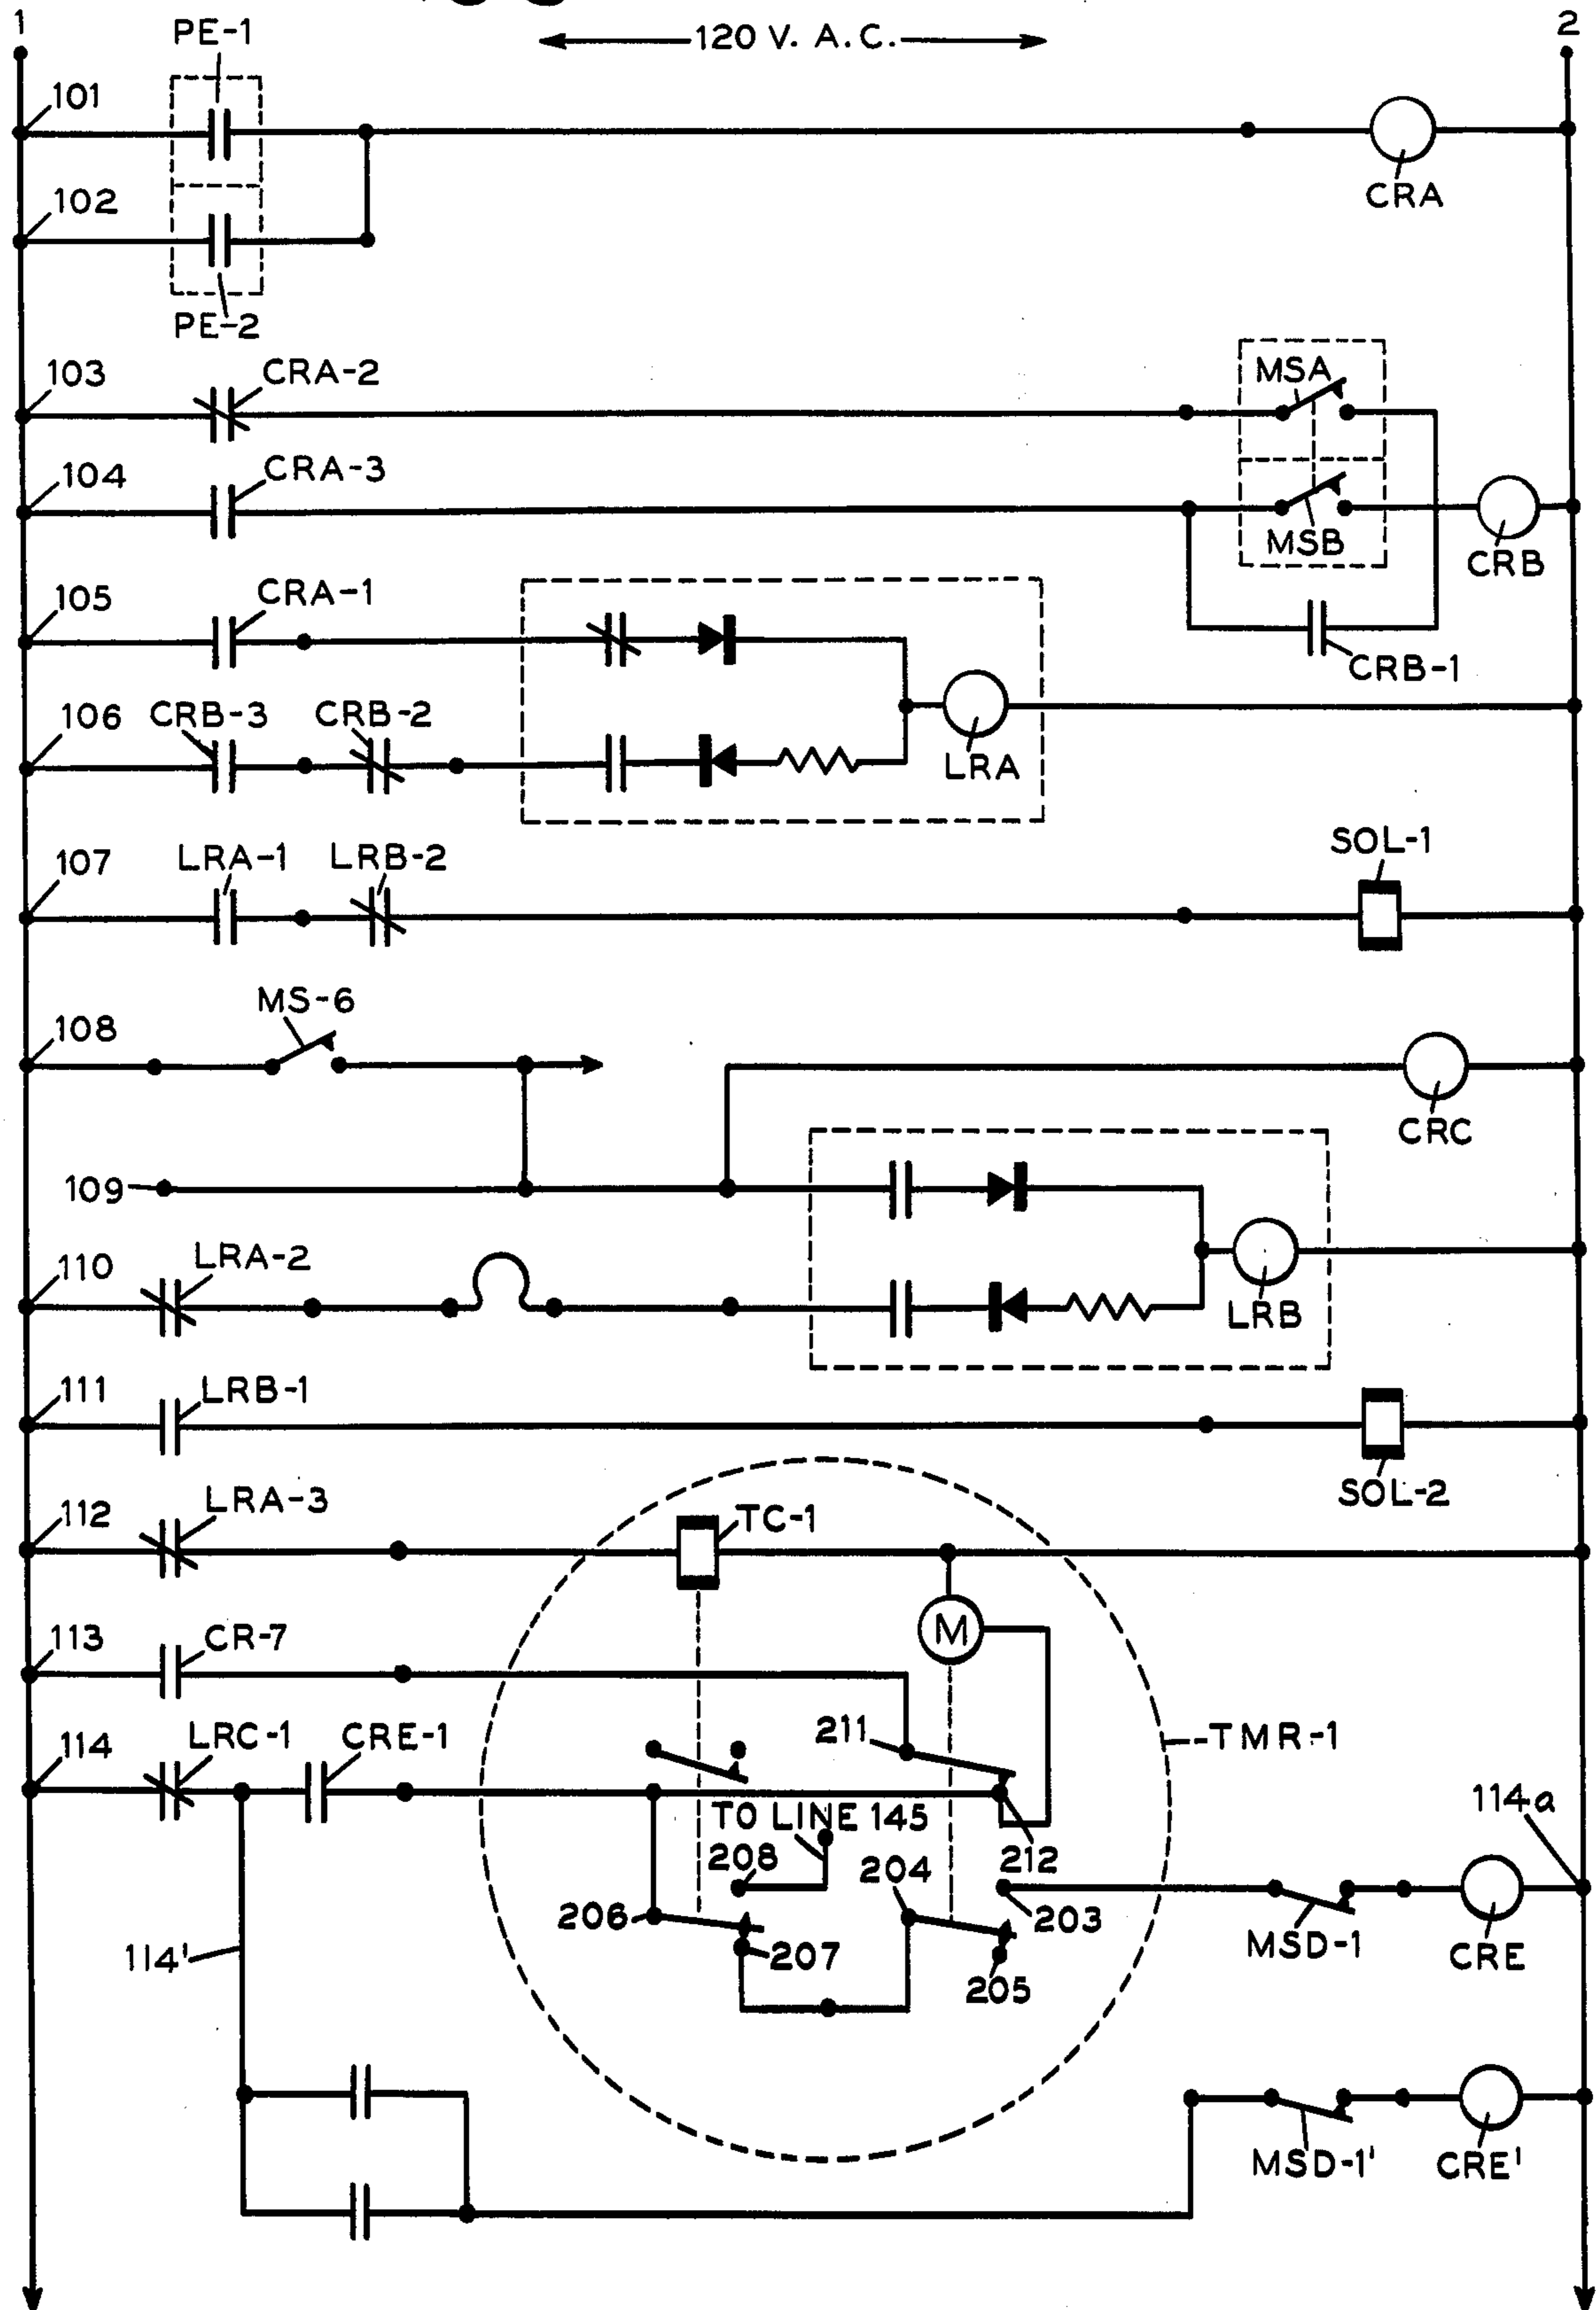 1
PE-1
120 V. A.C.
2
101
CRA
102
PE-2
103
CRA-2
MSA
104
CRA-3
MSB
CRB
105
CRA-1
CRB-1
106
CRB-3
CRB-2
LRA
107
LRA-1
LRB-2
SOL-1
108
MS-6
CRC
109
110
LRA-2
LRB
111
LRB-1
SOL-2
112
LRA-3
TC-1
M
113
CR-7
114
LRC-1
CRE-1
211
TMR-1
TO LINE 145
212
114a
208
204
206
203
207
205
114'
MSD-1
CRE
MSD-1'
CRE'